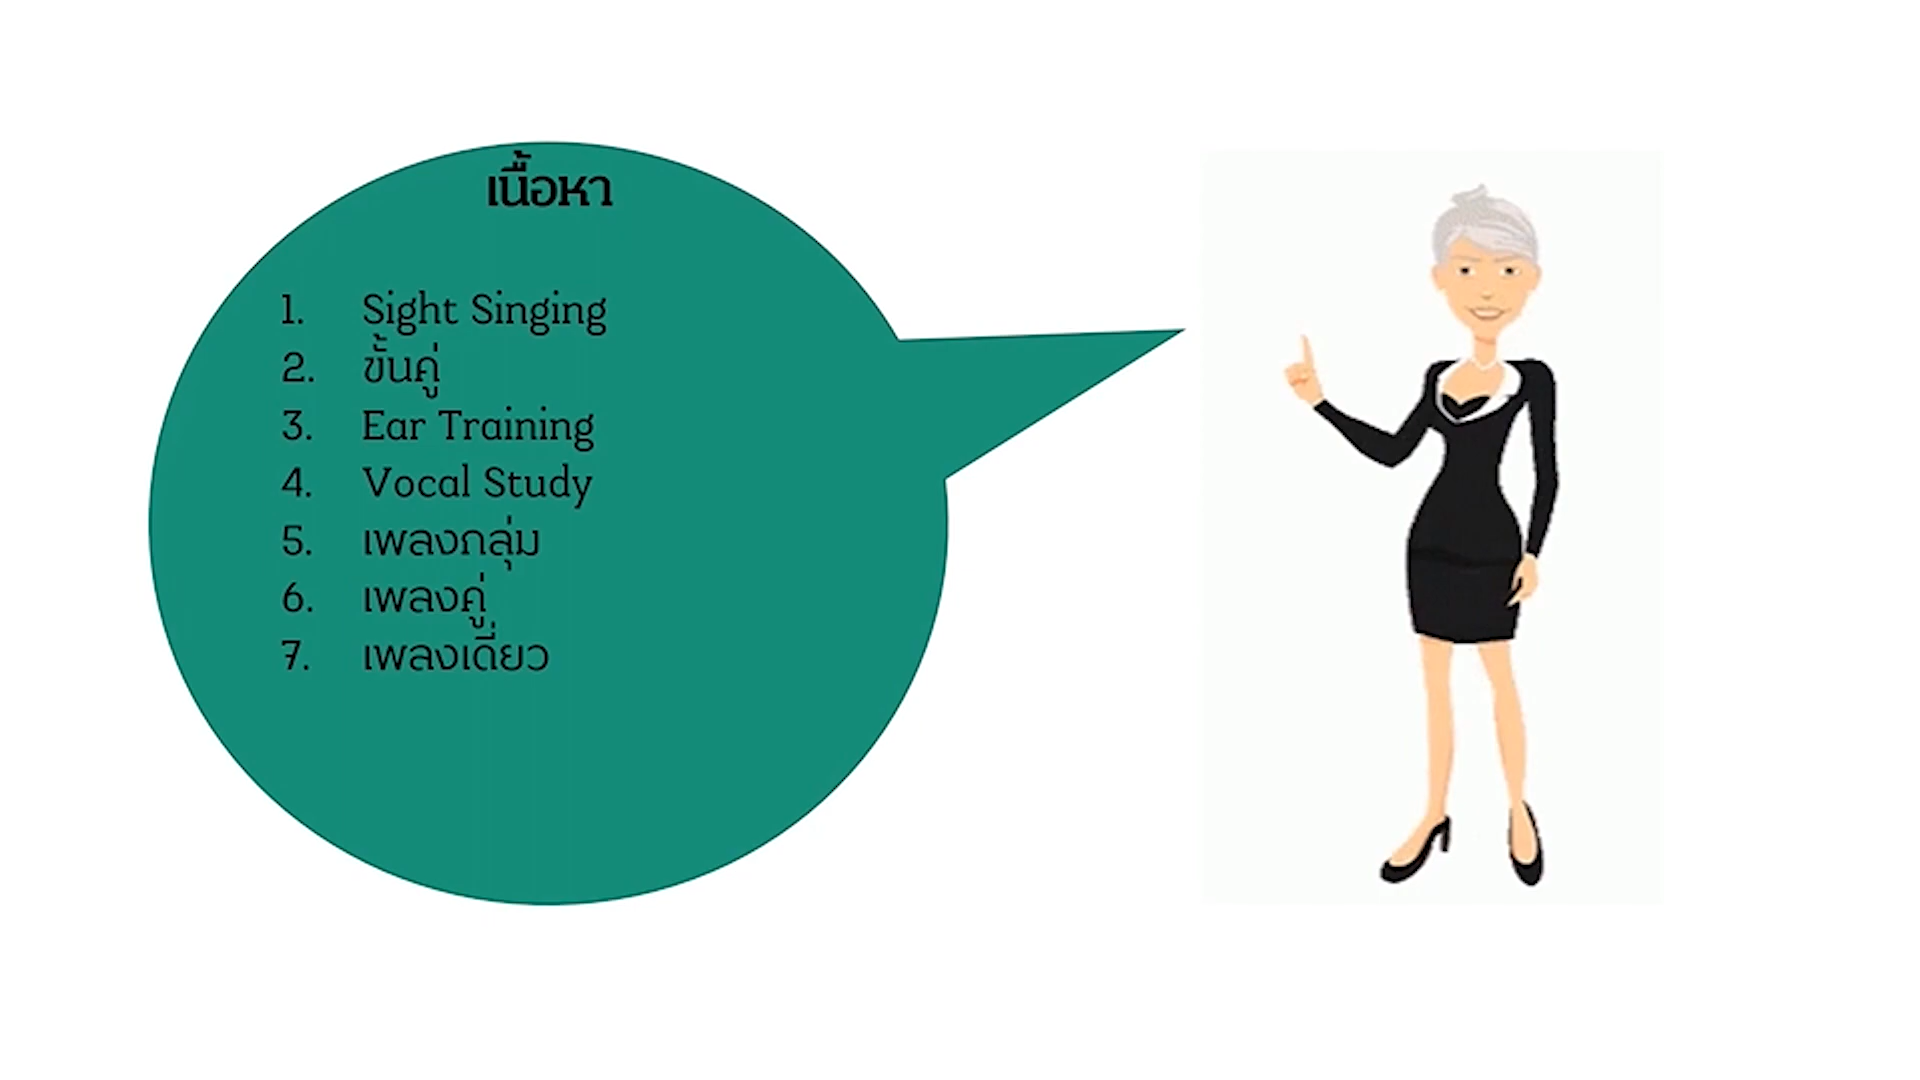 เนื้อหา
1. Sight Singing
2. ขั้นคู่
3. Ear Training
4. Vocal Study
5. เพลงกลุ่ม
6. เพลงคู่
7. เพลงเดี่ยว